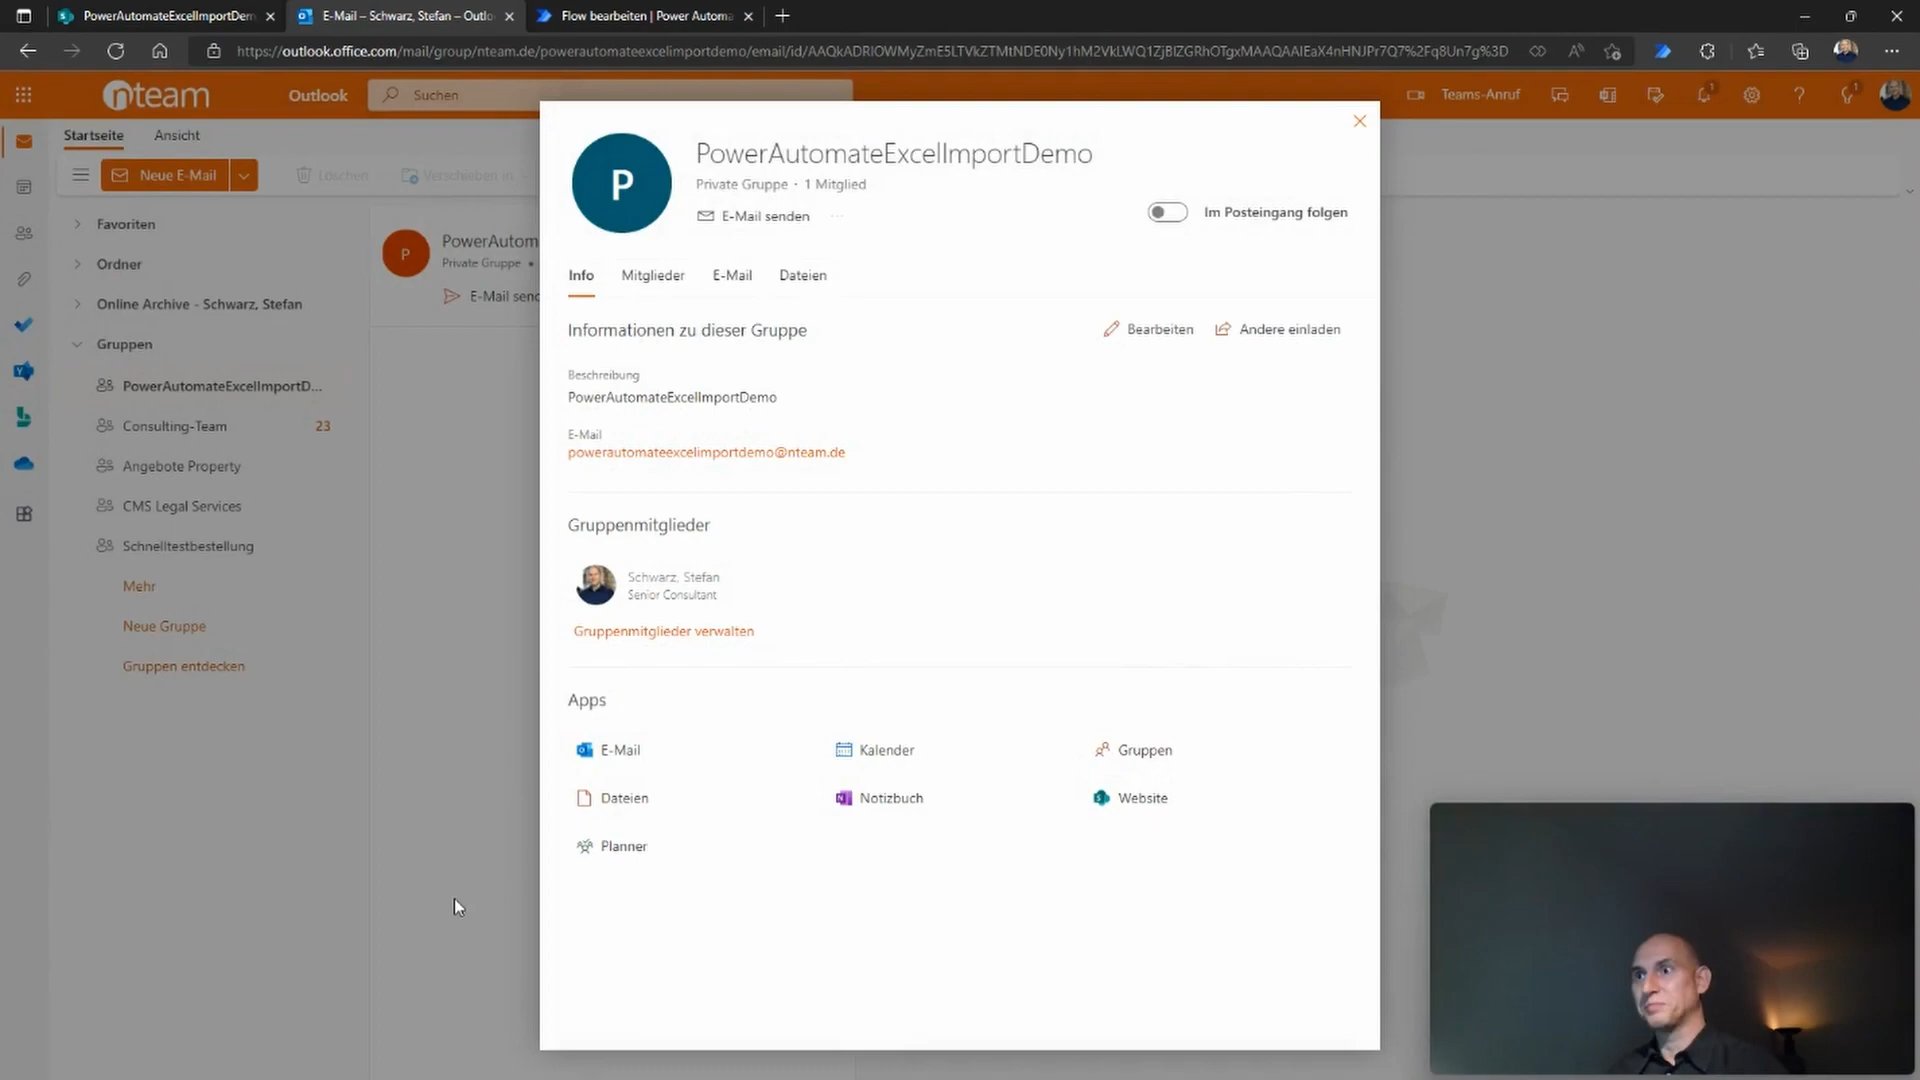 PowerAutomateExcelImportDem
E-Mail – Schwarz, Stefan – Outlo
Flow bearbeiten | Power Automa
https://outlook.office.com/mail/group/nteam.de/powerautomateexcelimportdemo/email/id/
nteam
Outlook
Suchen
Teams-Anruf
1
1
Startseite
Ansicht
Neue E-Mail
Löschen
Verschieben in
Favoriten
Ordner
Online Archive - Schwarz, Stefan
Gruppen
PowerAutomateExcelImportD...
Consulting-Team
23
Angebote Property
CMS Legal Services
Schnelltestbestellung
Mehr
Neue Gruppe
Gruppen entdecken
P
PowerAutom
Private Gruppe •
E-Mail send
P
PowerAutomateExcelImportDemo
Private Gruppe · 1 Mitglied
E-Mail senden
...
Im Posteingang folgen
Info
Mitglieder
E-Mail
Dateien
Informationen zu dieser Gruppe
Bearbeiten
Andere einladen
Beschreibung
PowerAutomateExcelImportDemo
E-Mail
powerautomateexcelimportdemo@nteam.de
Gruppenmitglieder
Schwarz, Stefan
Senior Consultant
Gruppenmitglieder verwalten
Apps
E-Mail
Kalender
Gruppen
Dateien
Notizbuch
Website
Planner